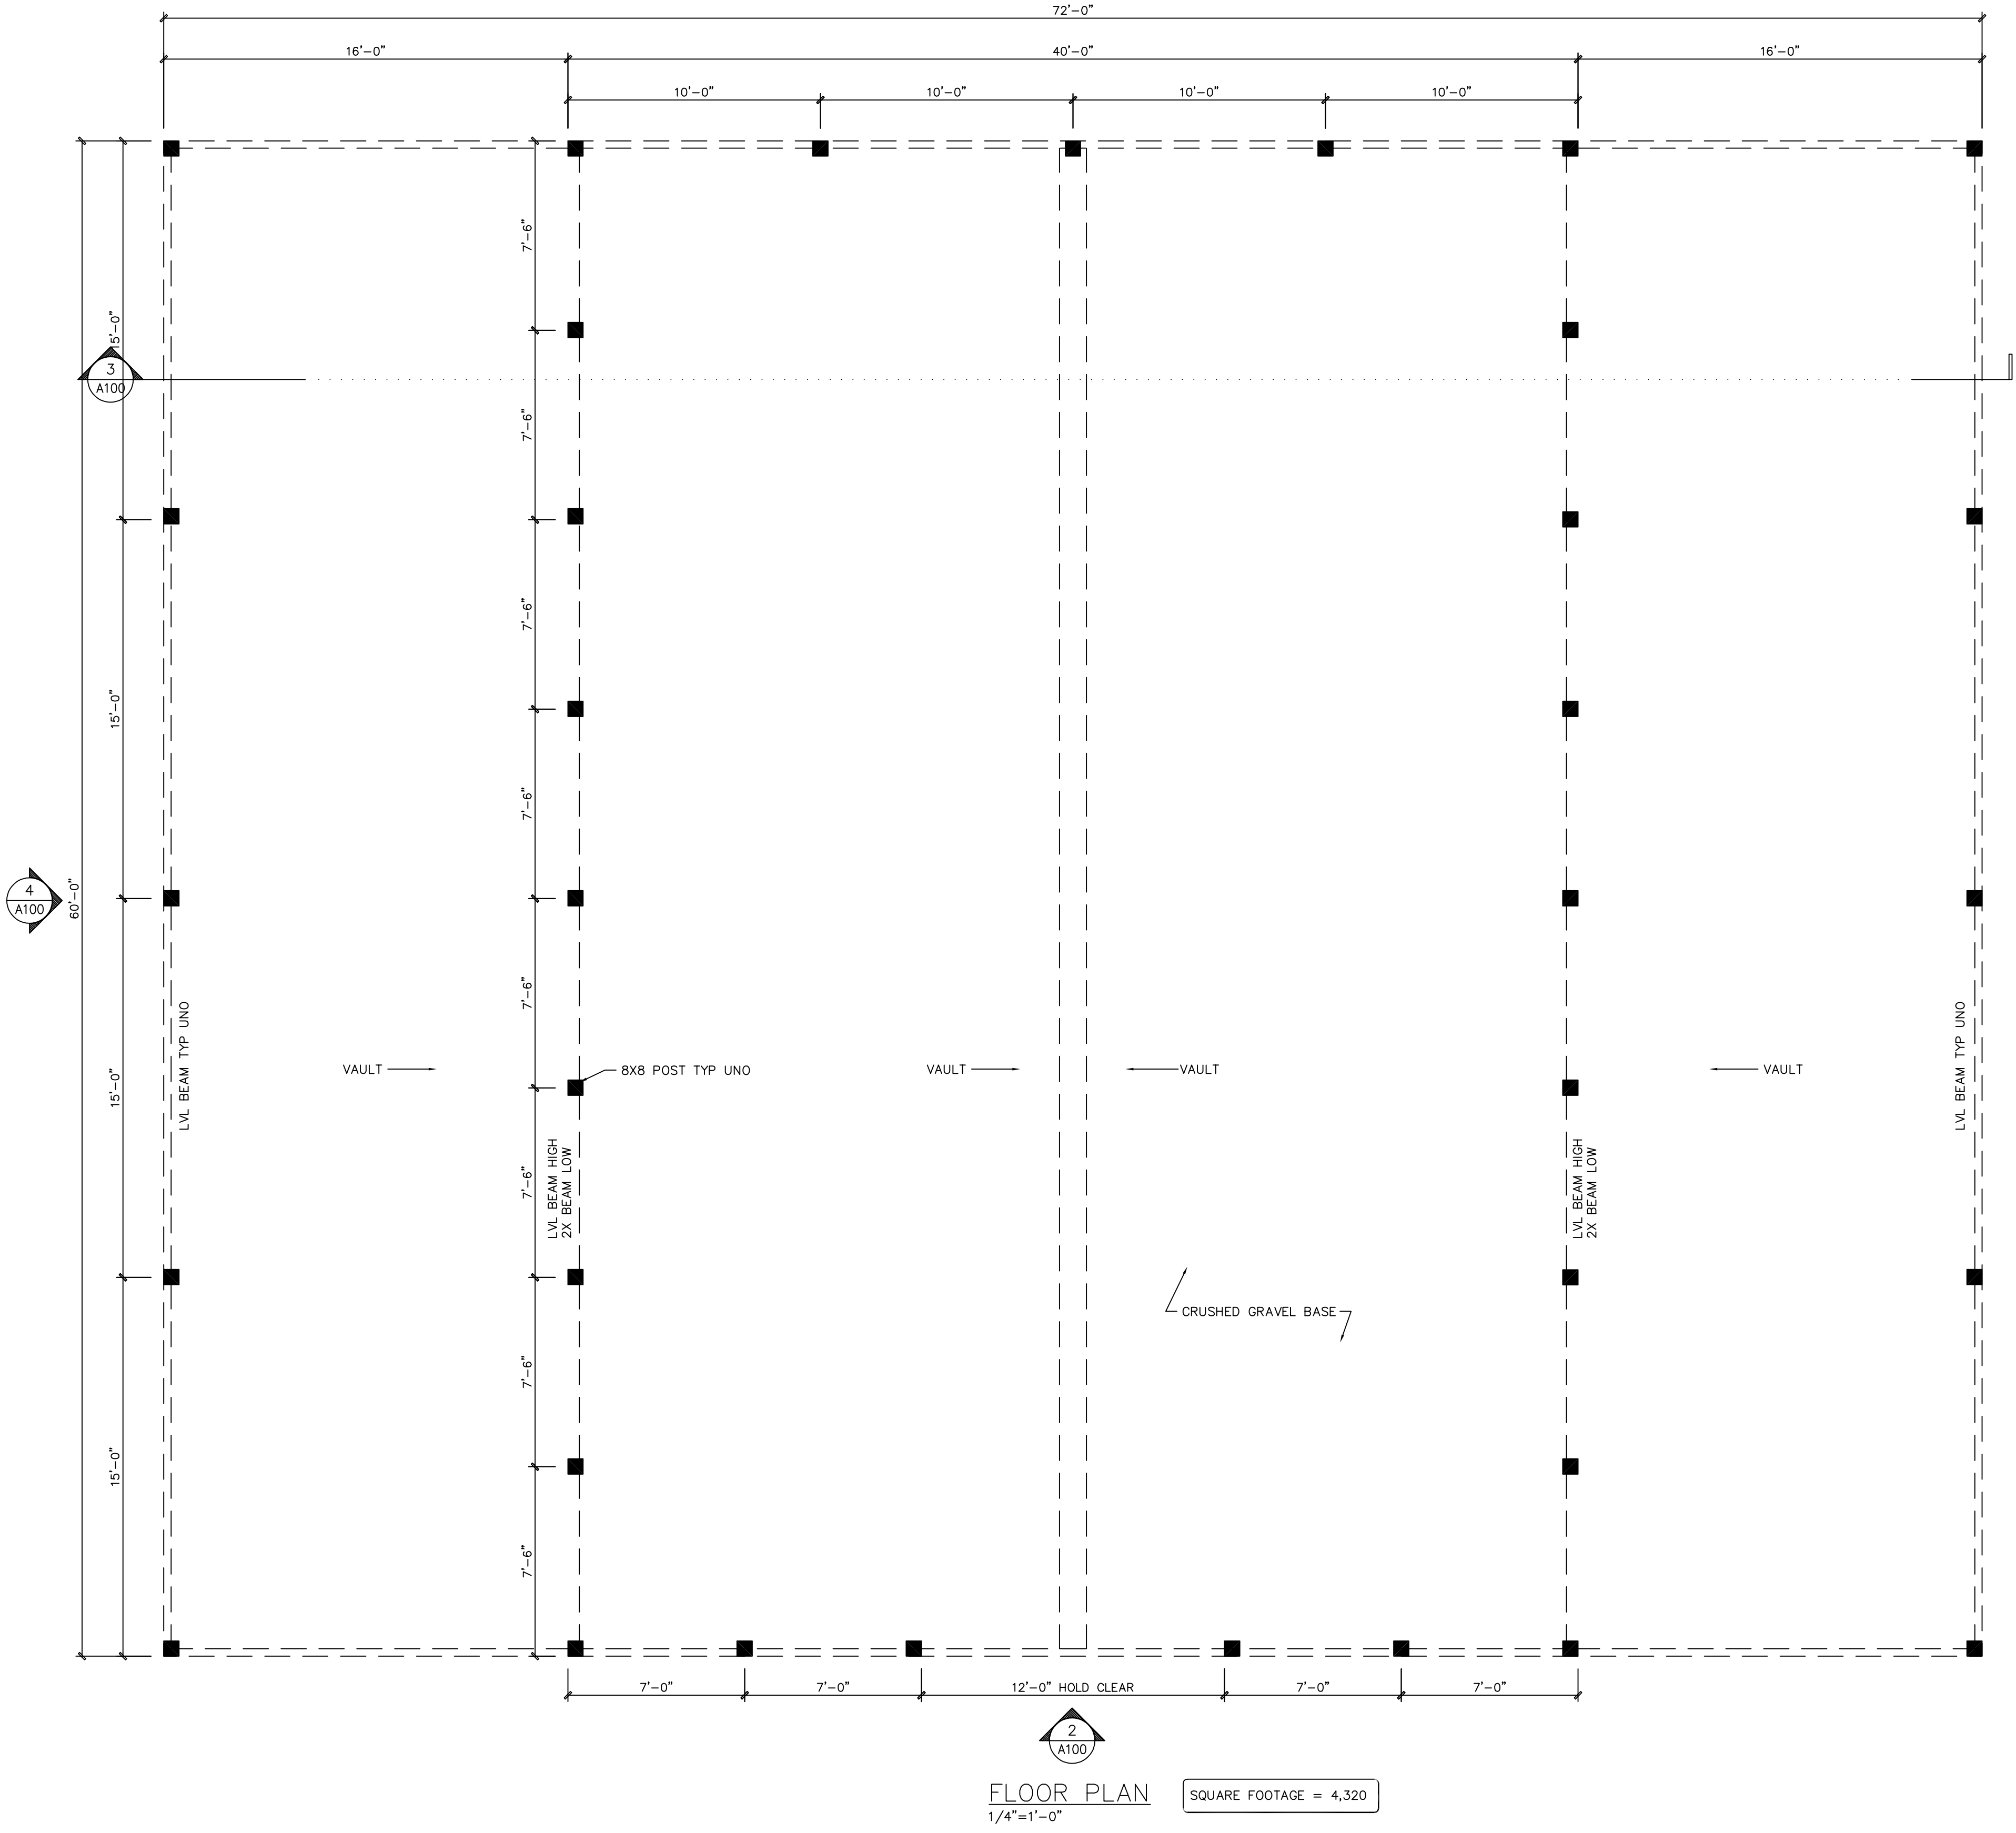 72'-0"
16'-0"
40'-0"
16'-0"
10'-0"
10'-0"
10'-0"
10'-0"
7'-6"
15'-0"
3
A100
7'-6"
7'-6"
15'-0"
7'-6"
4
A100
60'-0"
7'-6"
LVL BEAM TYP UNO
LVL BEAM TYP UNO
VAULT
8X8 POST TYP UNO
VAULT
VAULT
VAULT
15'-0"
7'-6"
LVL BEAM HIGH
2X BEAM LOW
LVL BEAM HIGH
2X BEAM LOW
CRUSHED GRAVEL BASE
7'-6"
15'-0"
7'-6"
7'-0"
7'-0"
12'-0" HOLD CLEAR
7'-0"
7'-0"
2
A100
FLOOR PLAN
1/4"=1'-0"
SQUARE FOOTAGE = 4,320